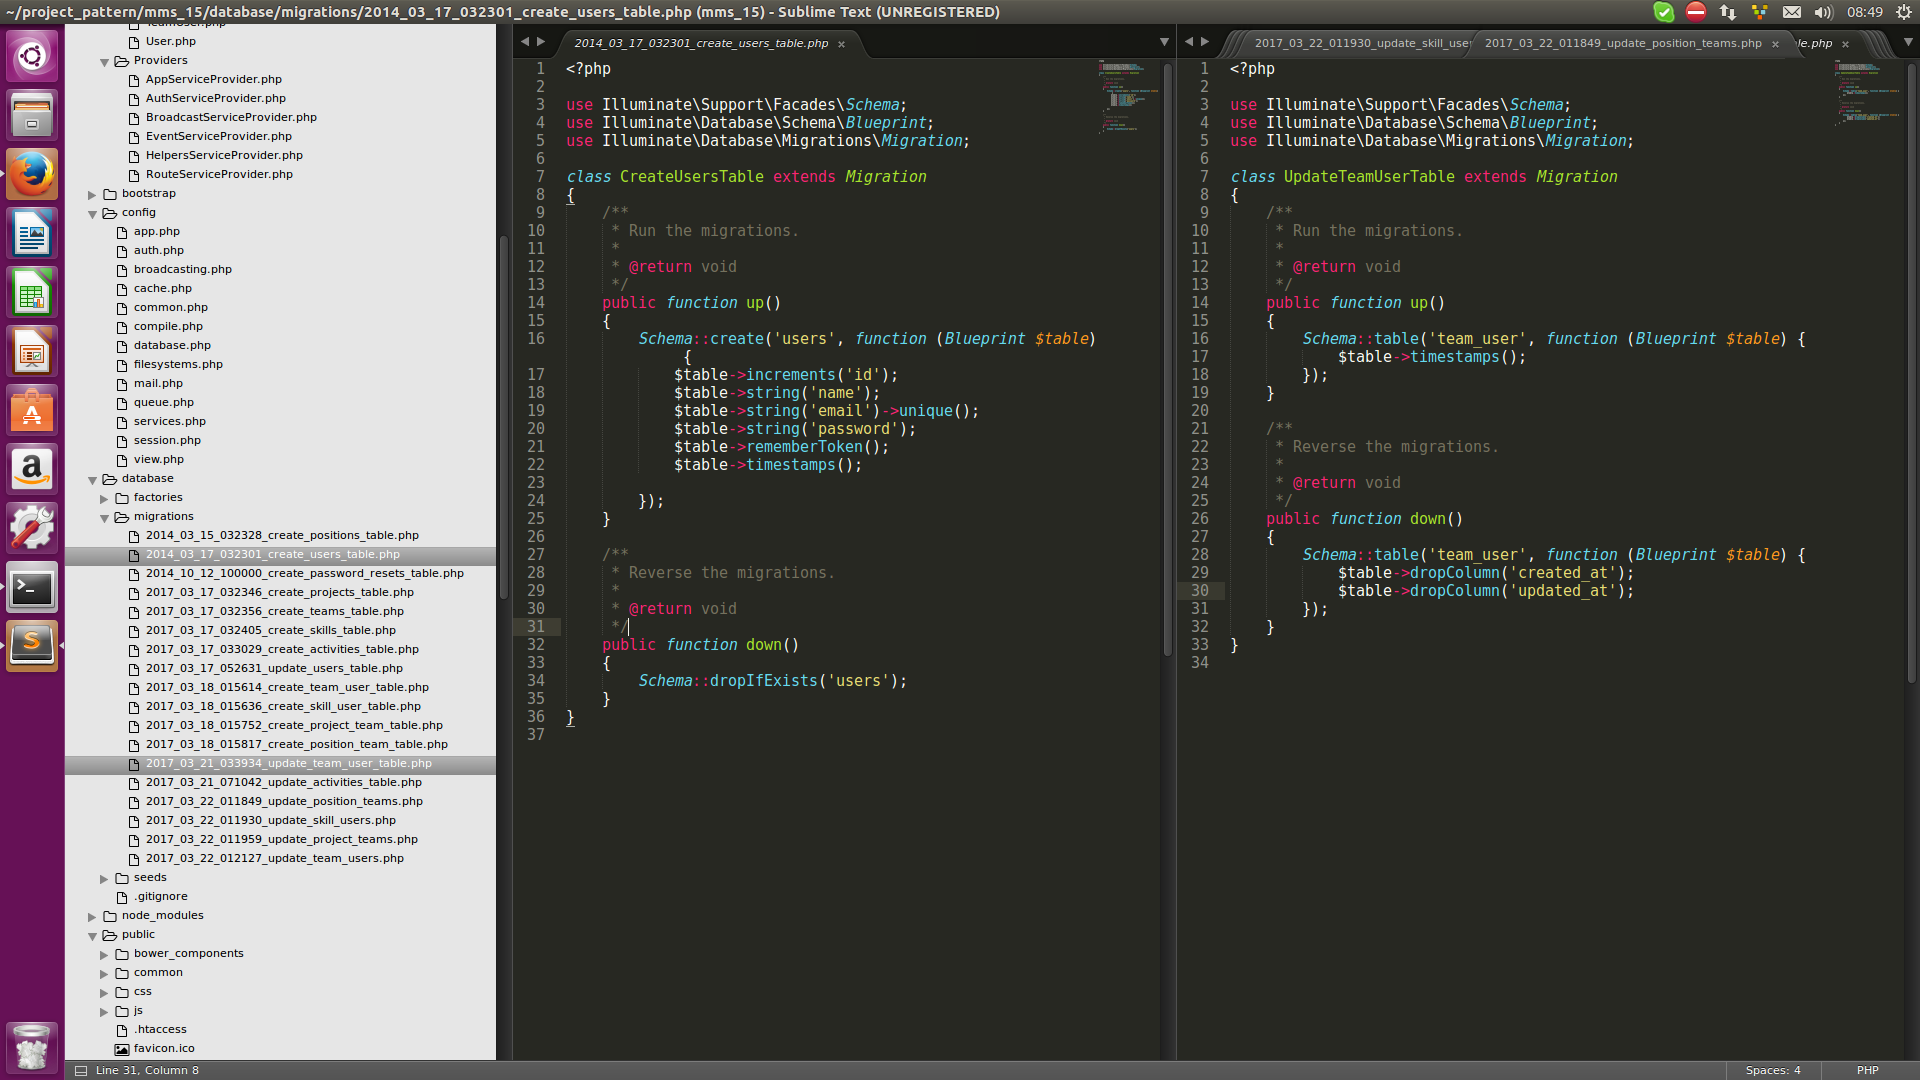 ~/project_pattern/mms_15/database/migrations/2014_03_17_032301_create_users_table.php (mms_15) - Sublime Text (UNREGISTERED)
08:49
User.php
Providers
AppServiceProvider.php
AuthServiceProvider.php
BroadcastServiceProvider.php
EventServiceProvider.php
HelpersServiceProvider.php
RouteServiceProvider.php
bootstrap
config
app.php
auth.php
broadcasting.php
cache.php
common.php
compile.php
database.php
filesystems.php
mail.php
queue.php
services.php
session.php
view.php
database
factories
migrations
2014_03_15_032328_create_positions_table.php
2014_03_17_032301_create_users_table.php
2014_10_12_100000_create_password_resets_table.php
2017_03_17_032346_create_projects_table.php
2017_03_17_032356_create_teams_table.php
2017_03_17_032405_create_skills_table.php
2017_03_17_033029_create_activities_table.php
2017_03_17_052631_update_users_table.php
2017_03_18_015614_create_team_user_table.php
2017_03_18_015636_create_skill_user_table.php
2017_03_18_015752_create_project_team_table.php
2017_03_18_015817_create_position_team_table.php
2017_03_21_033934_update_team_user_table.php
2017_03_21_071042_update_activities_table.php
2017_03_22_011849_update_position_teams.php
2017_03_22_011930_update_skill_users.php
2017_03_22_011959_update_project_teams.php
2017_03_22_012127_update_team_users.php
seeds
.gitignore
node_modules
public
bower_components
common
css
js
.htaccess
favicon.ico
2014_03_17_032301_create_users_table.php ×
1 <?php
2
3 use Illuminate\Support\Facades\Schema;
4 use Illuminate\Database\Schema\Blueprint;
5 use Illuminate\Database\Migrations\Migration;
6
7 class CreateUsersTable extends Migration
8 {
9 /**
10 * Run the migrations.
11 *
12 * @return void
13 */
14 public function up()
15 {
16 Schema::create('users', function (Blueprint $table)
{
17 $table->increments('id');
18 $table->string('name');
19 $table->string('email')->unique();
20 $table->string('password');
21 $table->rememberToken();
22 $table->timestamps();
23
24 });
25 }
26
27 /**
28 * Reverse the migrations.
29 *
30 * @return void
31 */
32 public function down()
33 {
34 Schema::dropIfExists('users');
35 }
36 }
37
2017_03_22_011930_update_skill_user 2017_03_22_011849_update_position_teams.php × le.php ×
1 <?php
2
3 use Illuminate\Support\Facades\Schema;
4 use Illuminate\Database\Schema\Blueprint;
5 use Illuminate\Database\Migrations\Migration;
6
7 class UpdateTeamUserTable extends Migration
8 {
9 /**
10 * Run the migrations.
11 *
12 * @return void
13 */
14 public function up()
15 {
16 Schema::table('team_user', function (Blueprint $table) {
17 $table->timestamps();
18 });
19 }
20
21 /**
22 * Reverse the migrations.
23 *
24 * @return void
25 */
26 public function down()
27 {
28 Schema::table('team_user', function (Blueprint $table) {
29 $table->dropColumn('created_at');
30 $table->dropColumn('updated_at');
31 });
32 }
33 }
34
Line 31, Column 8
Spaces: 4
PHP